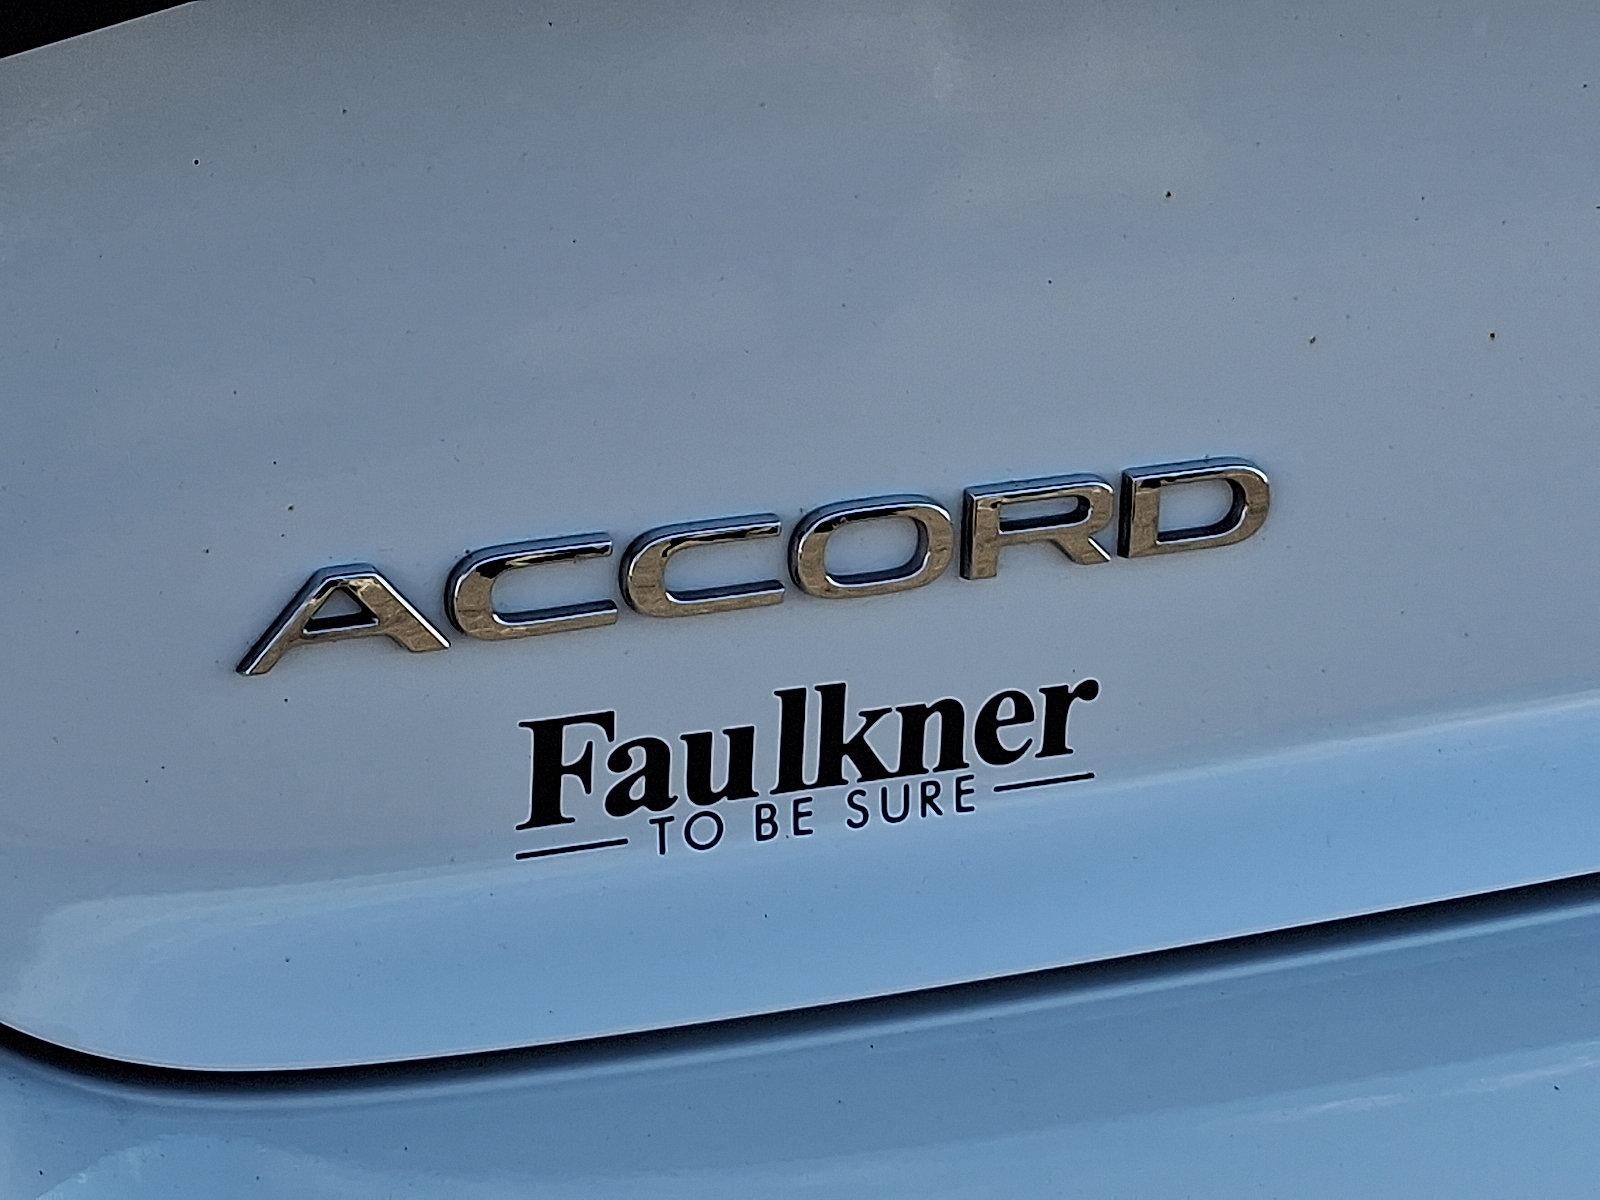 ACCORD
Faulkner
TO BE SURE